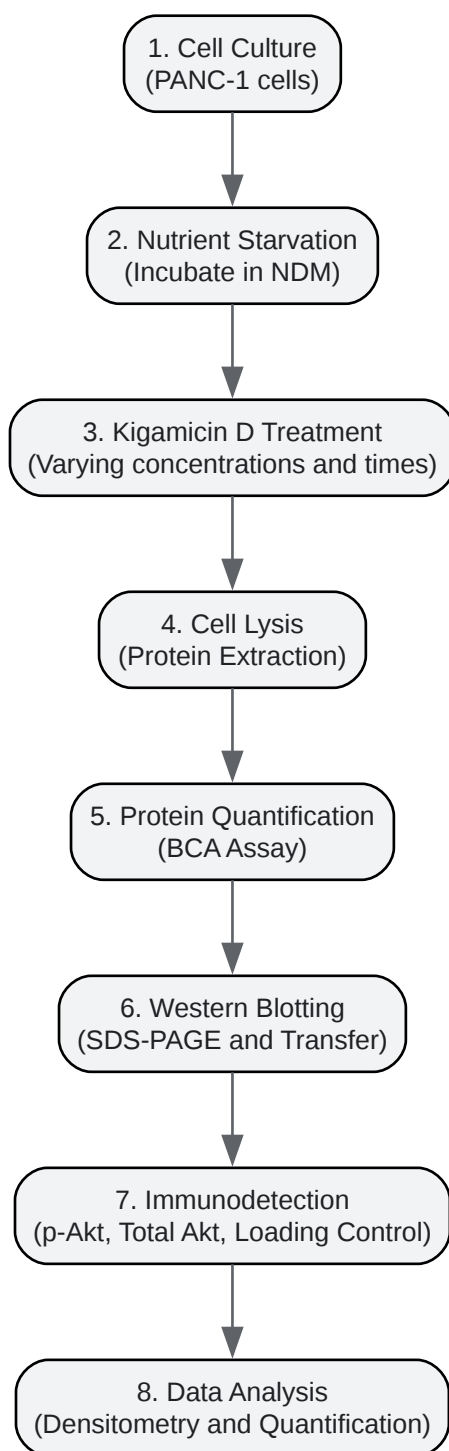 1. Cell Culture
(PANC-1 cells)
2. Nutrient Starvation
(Incubate in NDM)
3. Kigamicin D Treatment
(Varying concentrations and times)
4. Cell Lysis
(Protein Extraction)
5. Protein Quantification
(BCA Assay)
6. Western Blotting
(SDS-PAGE and Transfer)
7. Immunodetection
(p-Akt, Total Akt, Loading Control)
8. Data Analysis
(Densitometry and Quantification)